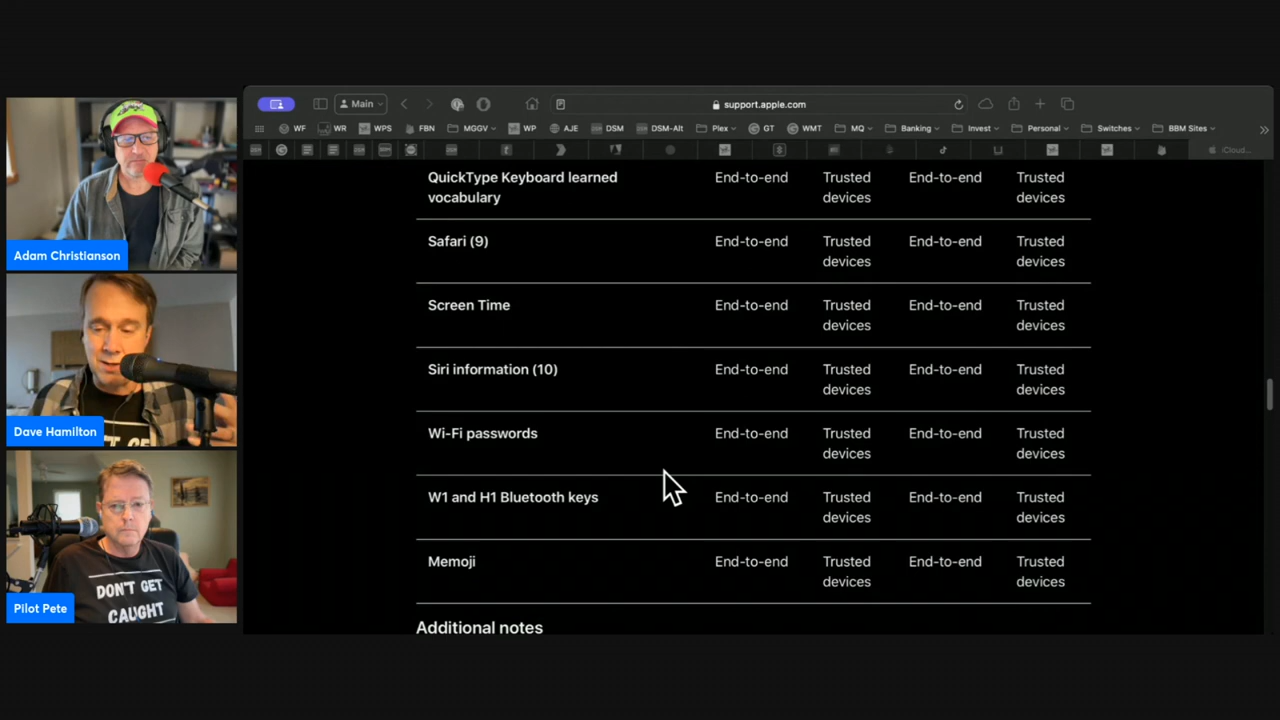 Main
support.apple.com
WF WR WPS FBN MGGV WP AJE DSM DSM-Alt Plex GT WMT MQ Banking Invest Personal Switches BBM Sites
iCloud...
QuickType Keyboard learned vocabulary End-to-end Trusted devices End-to-end Trusted devices
Safari (9) End-to-end Trusted devices End-to-end Trusted devices
Screen Time End-to-end Trusted devices End-to-end Trusted devices
Siri information (10) End-to-end Trusted devices End-to-end Trusted devices
Wi-Fi passwords End-to-end Trusted devices End-to-end Trusted devices
W1 and H1 Bluetooth keys End-to-end Trusted devices End-to-end Trusted devices
Memoji End-to-end Trusted devices End-to-end Trusted devices
Additional notes
Adam Christianson
Dave Hamilton
DON'T GET
CAUGHT
Pilot Pete